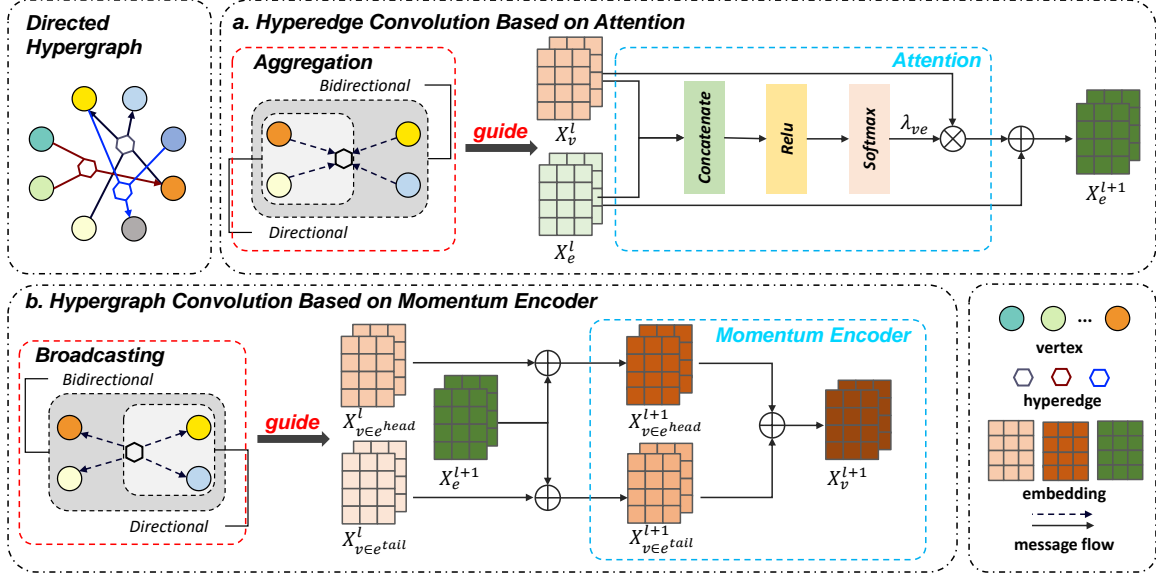 Directed
Hypergraph
a. Hyperedge Convolution Based on Attention
Aggregation
Bidirectional
Directional
guide
X_v^l
X_e^l
Attention
Concatenate
Relu
Softmax
λ_{ve}
X_e^{l+1}
b. Hypergraph Convolution Based on Momentum Encoder
Broadcasting
Bidirectional
Directional
guide
X_{v∈e^{head}}^l
X_e^{l+1}
X_{v∈e^{tail}}^l
Momentum Encoder
X_{v∈e^{head}}^{l+1}
X_{v∈e^{tail}}^{l+1}
X_v^{l+1}
...
vertex
hyperedge
embedding
message flow